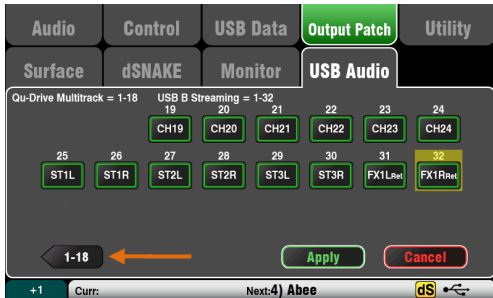 Audio Control USB Data Output Patch Utility
Surface dSNAKE Monitor USB Audio
Qu-Drive Multitrack = 1-18 USB B Streaming = 1-32
19 20 21 22 23 24
CH19 CH20 CH21 CH22 CH23 CH24
25 26 27 28 29 30 31 32
ST1L ST1R ST2L ST2R ST3L ST3R FX1LRet FX1RRet
1-18 Apply Cancel
+1 Curr: Next:4) Abee dS